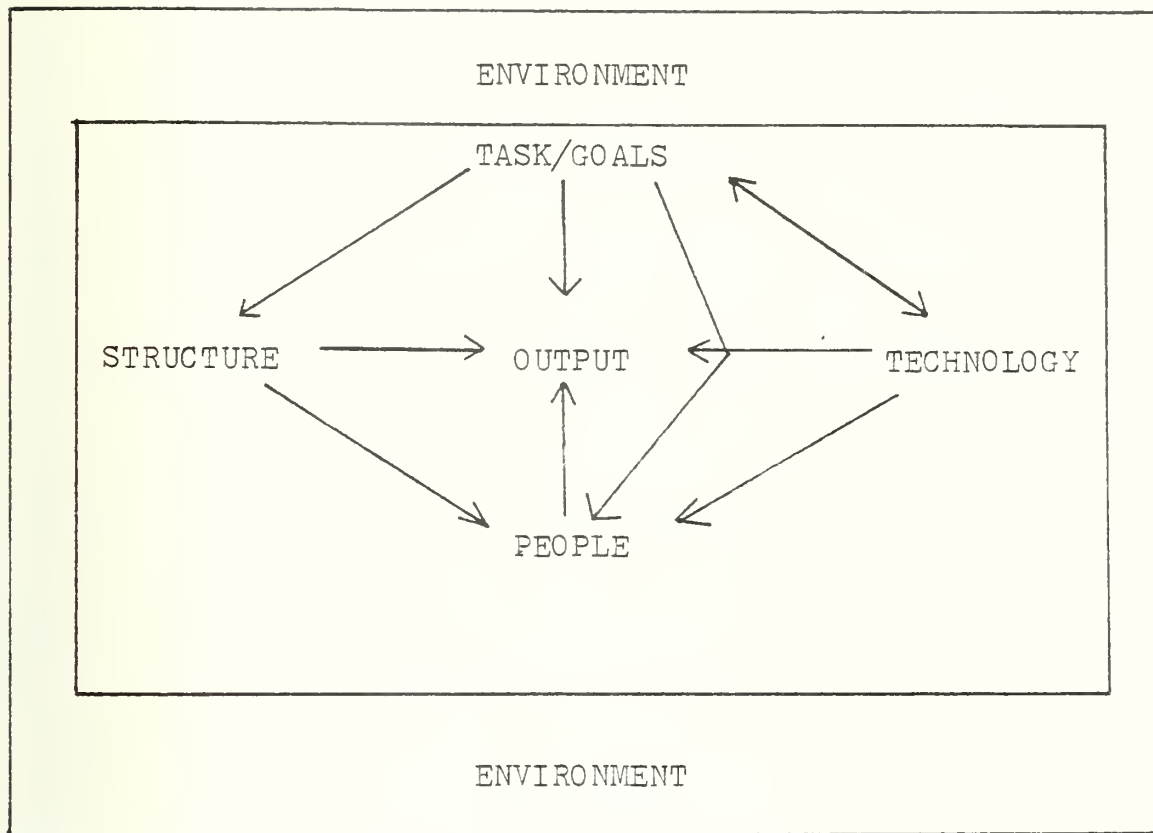 ENVIRONMENT
TASK/GOALS
STRUCTURE OUTPUT TECHNOLOGY
PEOPLE
ENVIRONMENT